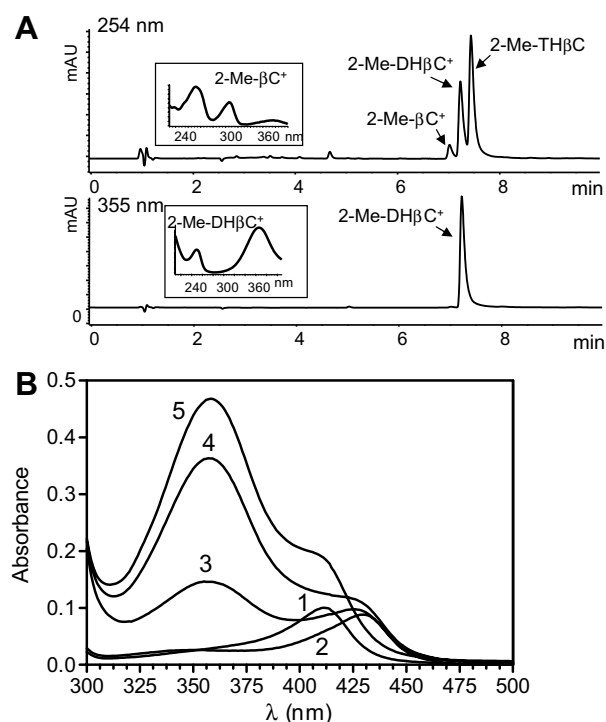 A
254 nm
mAU
2-Me-βC⁺
240 300 360 nm
2-Me-TH βC
2-Me-DHβC⁺
2-Me-βC⁺
0 2 4 6 8 min
355 nm
mAU
0
2-Me-DHβC⁺
240 300 360 nm
2-Me-DHβC⁺
0 2 4 6 8 min
B
Absorbance
0.5
0.4
0.3
0.2
0.1
0.0
5
4
3
1
2
300 325 350 375 400 425 450 475 500
λ (nm)